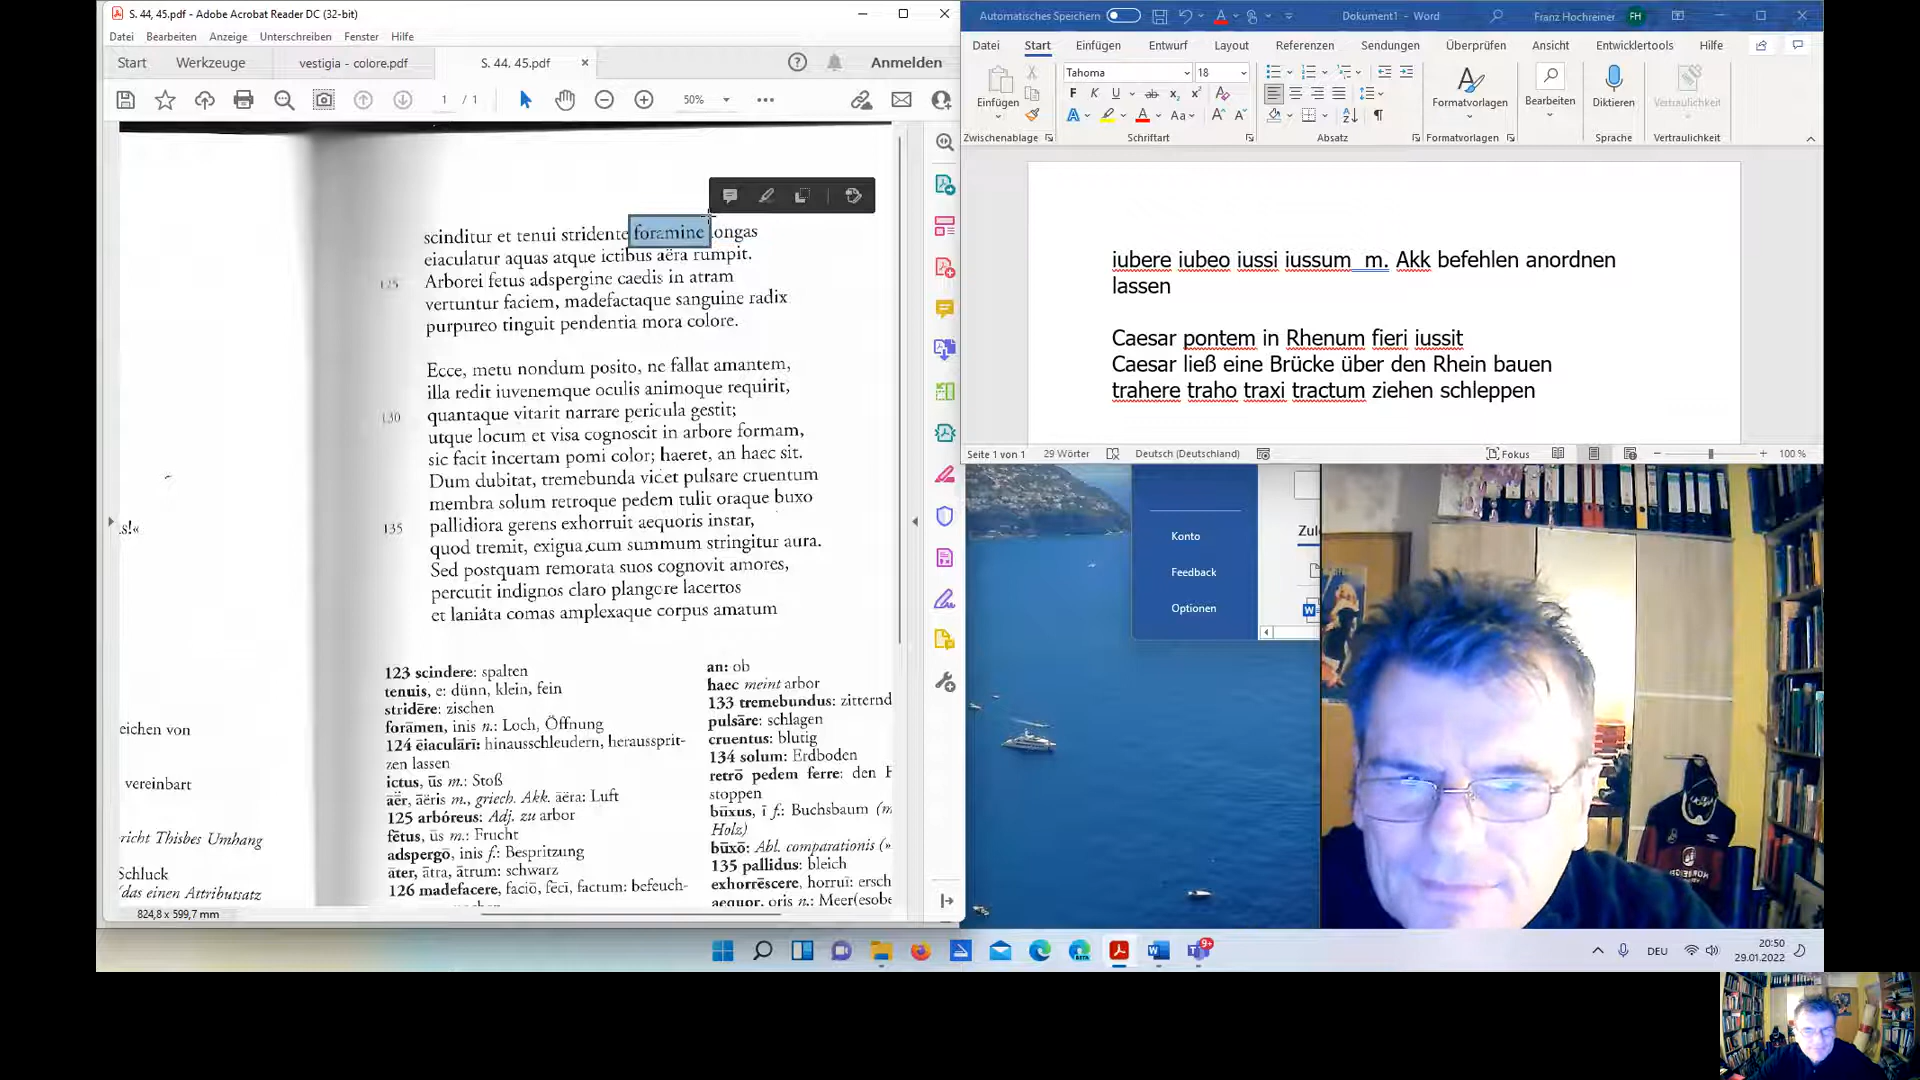 S. 44, 45.pdf - Adobe Acrobat Reader DC (32-bit)
Datei Bearbeiten Anzeige Unterschreiben Fenster Hilfe
Start Werkzeuge vestigia - colore.pdf S. 44, 45.pdf × Anmelden
1 / 1 50%
scinditur et tenui stridente foramine longas
eiaculatur aquas atque ictibus aëra rumpit.
125 Arborei fetus adspergine caedis in atram
vertuntur faciem, madefactaque sanguine radix
purpureo tinguit pendentia mora colore.
Ecce, metu nondum posito, ne fallat amantem,
illa redit iuvenemque oculis animoque requirit,
130 quantaque vitarit narrare pericula gestit;
utque locum et visa cognoscit in arbore formam,
sic facit incertam pomi color; haeret, an haec sit.
Dum dubitat, tremebunda videt pulsare cruentum
membra solum retroque pedem tulit oraque buxo
135 pallidiora gerens exhorruit aequoris instar,
quod tremit, exigua cum summum stringitur aura.
Sed postquam remorata suos cognovit amores,
percutit indignos claro plangore lacertos
et laniata comas amplexaque corpus amatum
.s!«
eichen von
vereinbart
richt Thisbes Umhang
Schluck
(das einen Attributsatz
123 scindere: spalten
tenuis, e: dünn, klein, fein
strīdēre: zischen
forāmen, inis n.: Loch, Öffnung
124 ēiaculārī: hinausschleudern, heraussprit-
zen lassen
ictus, ūs m.: Stoß
āër, āëris m., griech. Akk. āëra: Luft
125 arbóreus: Adj. zu arbor
fētus, ūs m.: Frucht
adspergō, inis f.: Bespritzung
āter, ātra, ātrum: schwarz
126 madefacere, faciō, fēcī, factum: befeuch-
an: ob
haec meint arbor
133 tremebundus: zitternd
pulsāre: schlagen
cruentus: blutig
134 solum: Erdboden
retrō pedem ferre: den
stoppen
būxus, ī f.: Buchsbaum (m
Holz)
būxō: Abl. comparationis (»
135 pallidus: bleich
exhorrēscere, horruī: ersch
aequor, oris n.: Meer(esobe
824,8 x 599,7 mm
Automatisches Speichern Dokument1 - Word Franz Hochreiner FH
Datei Start Einfügen Entwurf Layout Referenzen Sendungen Überprüfen Ansicht Entwicklertools Hilfe
Tahoma 18
Einfügen Formatvorlagen Bearbeiten Diktieren Vertraulichkeit
F K U ab x₂ x²
Zwischenablage Schriftart Absatz Formatvorlagen Sprache Vertraulichkeit
iubere iubeo iussi iussum m. Akk befehlen anordnen
lassen
Caesar pontem in Rhenum fieri iussit
Caesar ließ eine Brücke über den Rhein bauen
trahere traho traxi tractum ziehen schleppen
Seite 1 von 1 29 Wörter Deutsch (Deutschland) Fokus 100 %
Konto
Feedback
Optionen
Zule
9+
DEU 20:50
29.01.2022